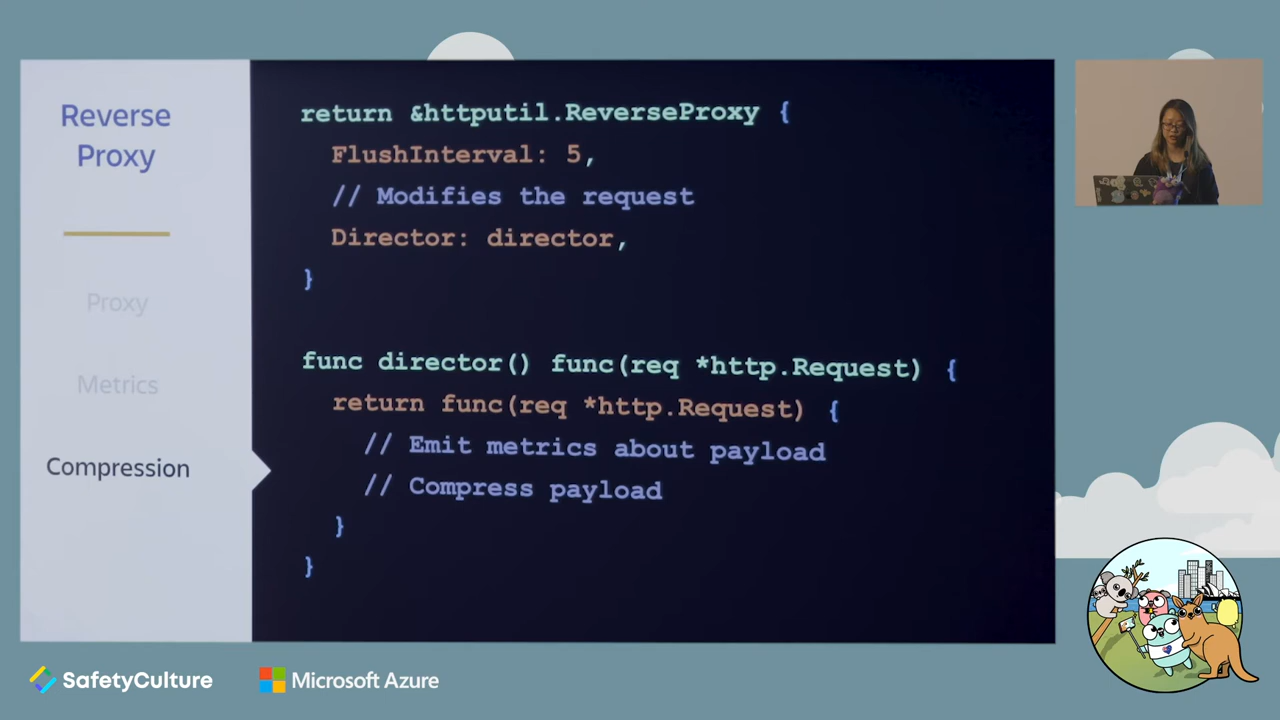 Reverse
Proxy
Proxy
Metrics
Compression
return &httputil.ReverseProxy {
FlushInterval: 5,
// Modifies the request
Director: director,
}
func director() func(req *http.Request) {
return func(req *http.Request) {
// Emit metrics about payload
// Compress payload
}
}
SafetyCulture
Microsoft Azure